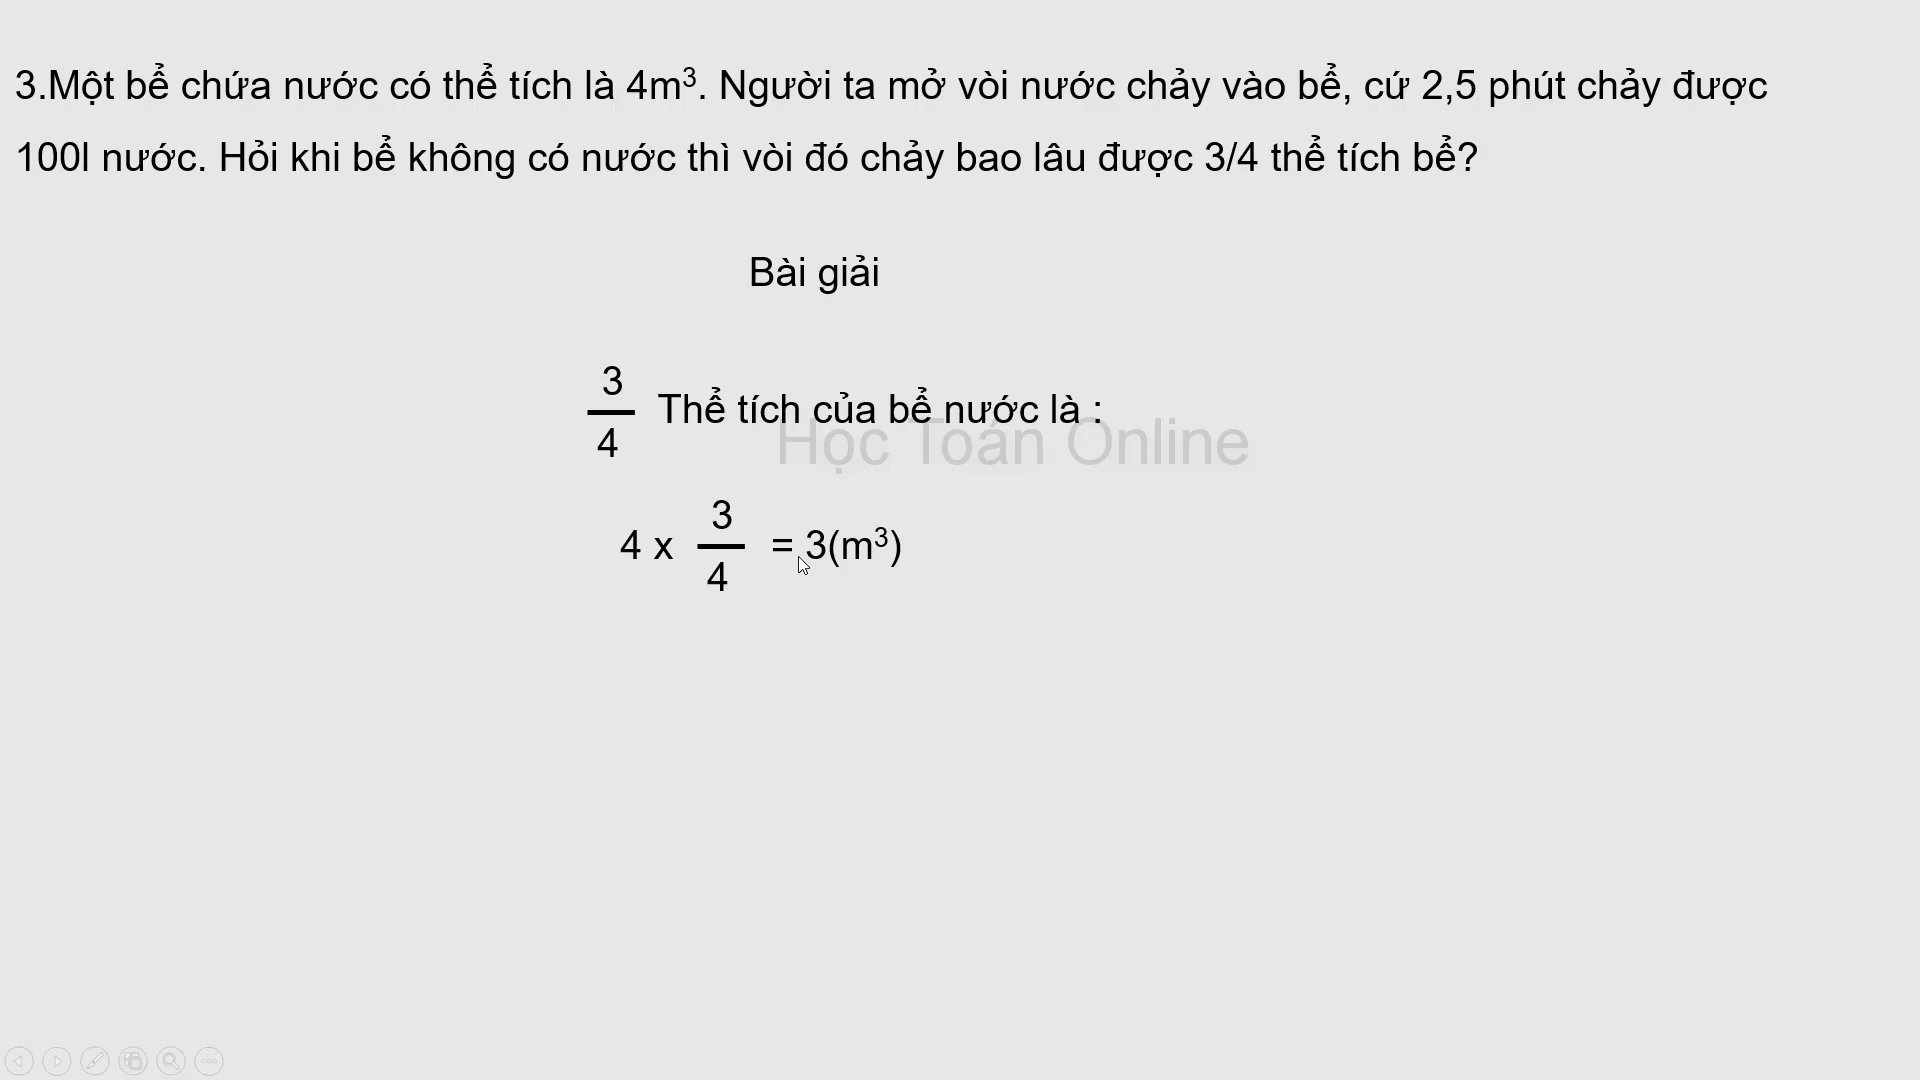 3.Một bể chứa nước có thể tích là 4m³. Người ta mở vòi nước chảy vào bể, cứ 2,5 phút chảy được
100l nước. Hỏi khi bể không có nước thì vòi đó chảy bao lâu được 3/4 thể tích bể?
Bài giải
3/4 Thể tích của bể nước là :
Học Toán Online
4 x 3/4 = 3(m³)